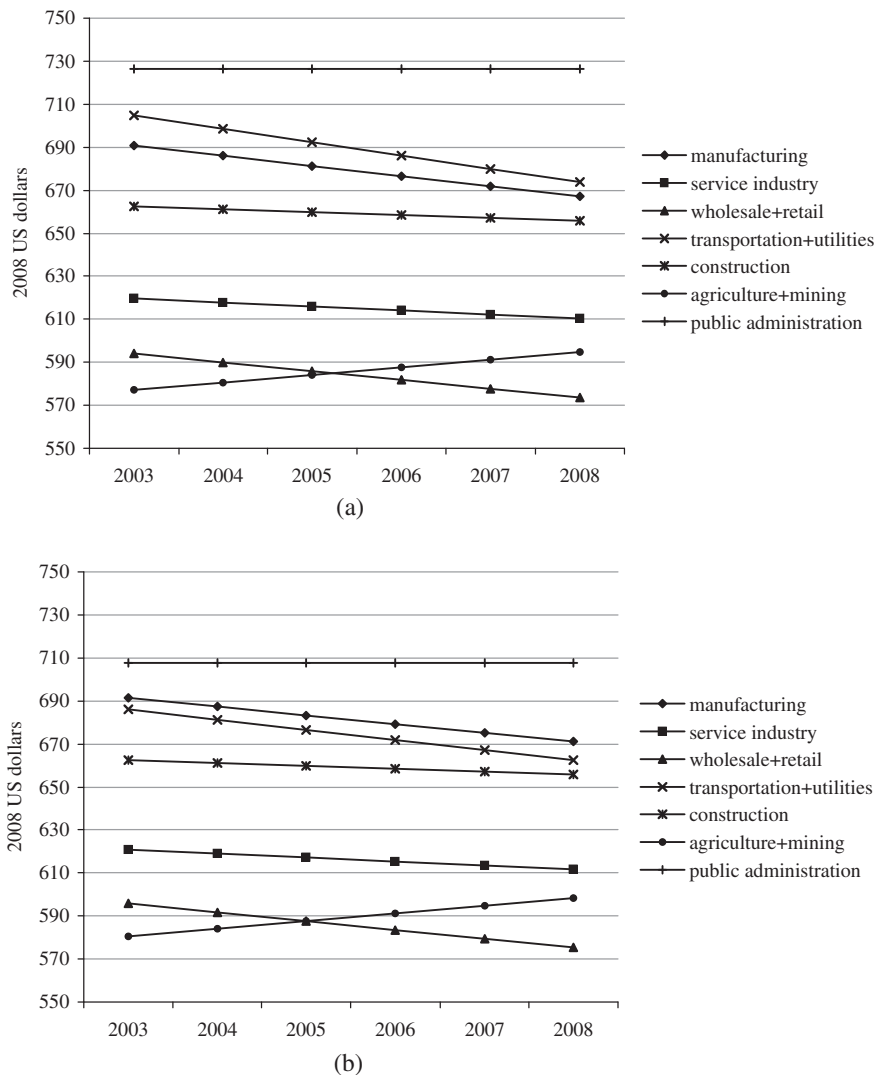 750
730
710
690
670
650
630
610
590
570
550
2008 US dollars
2003 2004 2005 2006 2007 2008
manufacturing
service industry
wholesale+retail
transportation+utilities
construction
agriculture+mining
public administration
(a)
750
730
710
690
670
650
630
610
590
570
550
2008 US dollars
2003 2004 2005 2006 2007 2008
manufacturing
service industry
wholesale+retail
transportation+utilities
construction
agriculture+mining
public administration
(b)